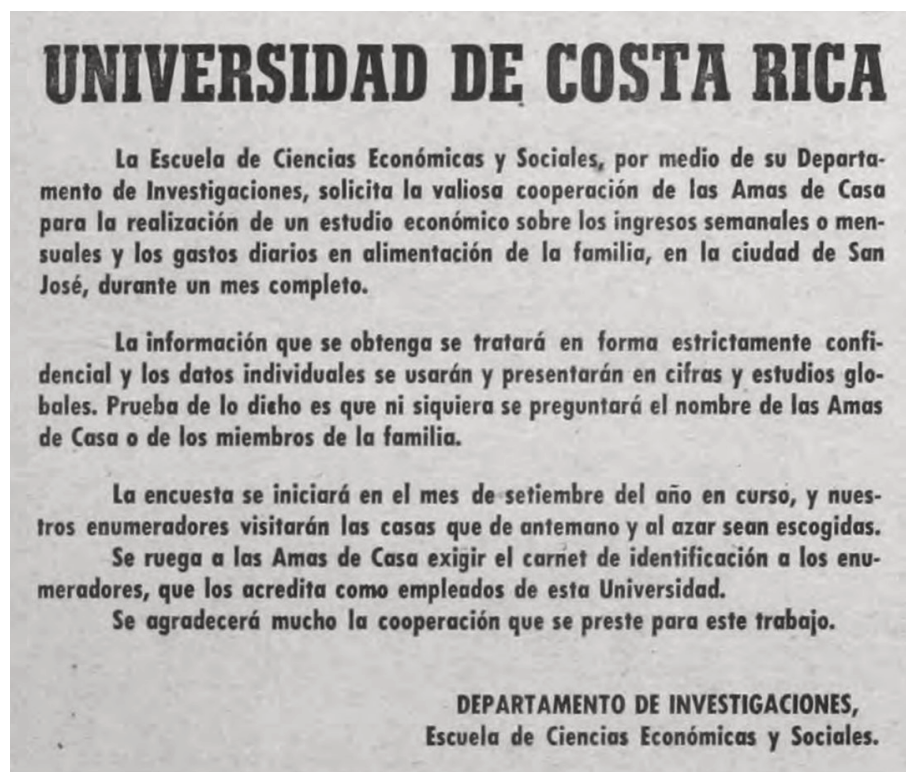 UNIVERSIDAD DE COSTA RICA
La Escuela de Ciencias Económicas y Sociales, por medio de su Departa-
mento de Investigaciones, solicita la valiosa cooperación de las Amas de Casa
para la realización de un estudio económico sobre los ingresos semanales o men-
suales y los gastos diarios en alimentación de la familia, en la ciudad de San
José, durante un mes completo.
La información que se obtenga se tratará en forma estrictamente confi-
dencial y los datos individuales se usarán y presentarán en cifras y estudios glo-
bales. Prueba de lo dicho es que ni siquiera se preguntará el nombre de las Amas
de Casa o de los miembros de la familia.
La encuesta se iniciará en el mes de setiembre del año en curso, y nues-
tros enumeradores visitarán las casas que de antemano y al azar sean escogidas.
Se ruega a las Amas de Casa exigir el carnet de identificación a los enu-
meradores, que los acredita como empleados de esta Universidad.
Se agradecerá mucho la cooperación que se preste para este trabajo.
DEPARTAMENTO DE INVESTIGACIONES,
Escuela de Ciencias Económicas y Sociales.